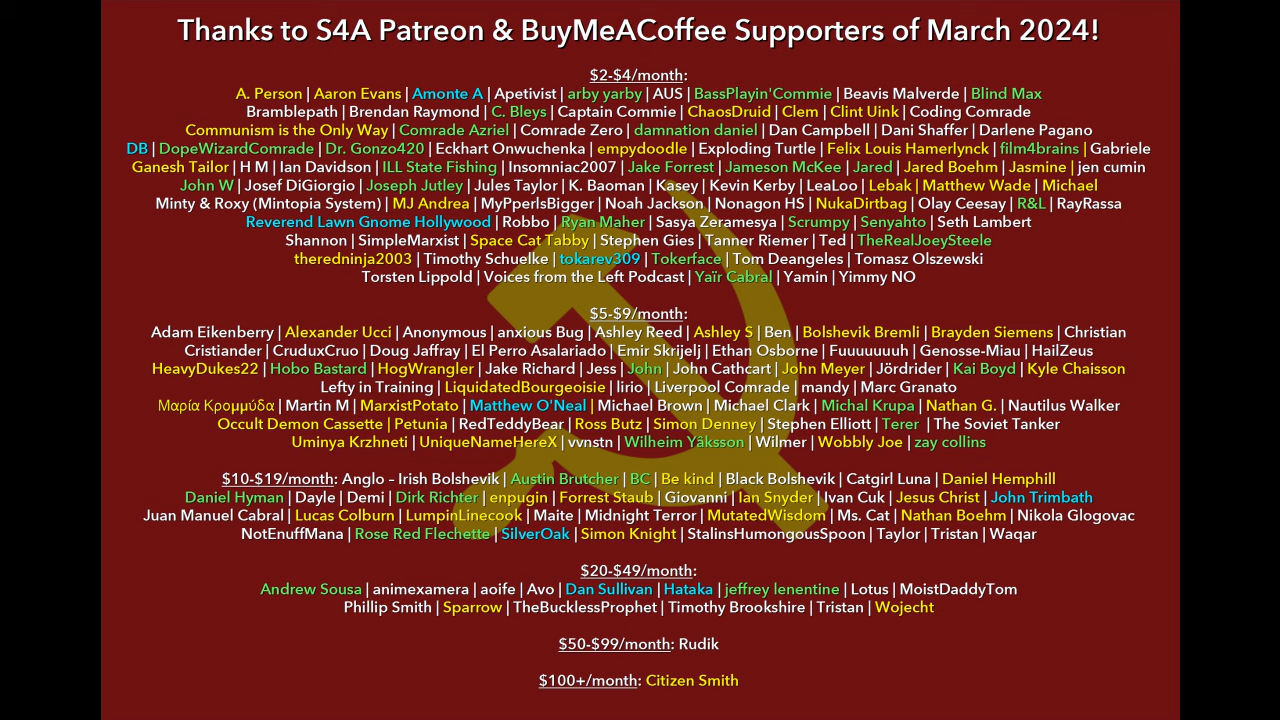 Thanks to S4A Patreon & BuyMeACoffee Supporters of March 2024!
$2-$4/month:
A. Person | Aaron Evans | Amonte A | Apetivist | arby yarby | AUS | BassPlayin'Commie | Beavis Malverde | Blind Max
Bramblepath | Brendan Raymond | C. Bleys | Captain Commie | ChaosDruid | Clem | Clint Uink | Coding Comrade
Communism is the Only Way | Comrade Azriel | Comrade Zero | damnation daniel | Dan Campbell | Dani Shaffer | Darlene Pagano
DB | DopeWizardComrade | Dr. Gonzo420 | Eckhart Onwuchenka | empydoodle | Exploding Turtle | Felix Louis Hamerlynck | film4brains | Gabriele
Ganesh Tailor | H M | Ian Davidson | ILL State Fishing | Insomniac2007 | Jake Forrest | Jameson McKee | Jared | Jared Boehm | Jasmine | jen cumin
John W | Josef DiGiorgio | Joseph Jutley | Jules Taylor | K. Baoman | Kasey | Kevin Kerby | LeaLoo | Lebak | Matthew Wade | Michael
Minty & Roxy (Mintopia System) | MJ Andrea | MyPperlsBigger | Noah Jackson | Nonagon HS | NukaDirtbag | Olay Ceesay | R&L | RayRassa
Reverend Lawn Gnome Hollywood | Robbo | Ryan Maher | Sasya Zeramesya | Scrumpy | Senyahto | Seth Lambert
Shannon | SimpleMarxist | Space Cat Tabby | Stephen Gies | Tanner Riemer | Ted | TheRealJoeySteele
theredninja2003 | Timothy Schuelke | tokarev309 | Tokerface | Tom Deangeles | Tomasz Olszewski
Torsten Lippold | Voices from the Left Podcast | Yaïr Cabral | Yamin | Yimmy NO
$5-$9/month:
Adam Eikenberry | Alexander Ucci | Anonymous | anxious Bug | Ashley Reed | Ashley S | Ben | Bolshevik Bremli | Brayden Siemens | Christian
Cristiander | CruduxCruo | Doug Jaffray | El Perro Asalariado | Emir Skrijelj | Ethan Osborne | Fuuuuuuuh | Genosse-Miau | HailZeus
HeavyDukes22 | Hobo Bastard | HogWrangler | Jake Richard | Jess | John | John Cathcart | John Meyer | Jördrider | Kai Boyd | Kyle Chaisson
Lefty in Training | LiquidatedBourgeoisie | lirio | Liverpool Comrade | mandy | Marc Granato
Μαρία Κρομμύδα | Martin M | MarxistPotato | Matthew O'Neal | Michael Brown | Michael Clark | Michal Krupa | Nathan G. | Nautilus Walker
Occult Demon Cassette | Petunia | RedTeddyBear | Ross Butz | Simon Denney | Stephen Elliott | Terer | The Soviet Tanker
Uminya Krzhneti | UniqueNameHereX | vvnstn | Wilheim Yâksson | Wilmer | Wobbly Joe | zay collins
$10-$19/month: Anglo - Irish Bolshevik | Austin Brutcher | BC | Be kind | Black Bolshevik | Catgirl Luna | Daniel Hemphill
Daniel Hyman | Dayle | Demi | Dirk Richter | enpugin | Forrest Staub | Giovanni | Ian Snyder | Ivan Cuk | Jesus Christ | John Trimbath
Juan Manuel Cabral | Lucas Colburn | LumpinLinecook | Maite | Midnight Terror | MutatedWisdom | Ms. Cat | Nathan Boehm | Nikola Glogovac
NotEnuffMana | Rose Red Flechette | SilverOak | Simon Knight | StalinsHumongousSpoon | Taylor | Tristan | Waqar
$20-$49/month:
Andrew Sousa | animexamera | aoife | Avo | Dan Sullivan | Hataka | jeffrey lenentine | Lotus | MoistDaddyTom
Phillip Smith | Sparrow | TheBucklessProphet | Timothy Brookshire | Tristan | Wojecht
$50-$99/month: Rudik
$100+/month: Citizen Smith